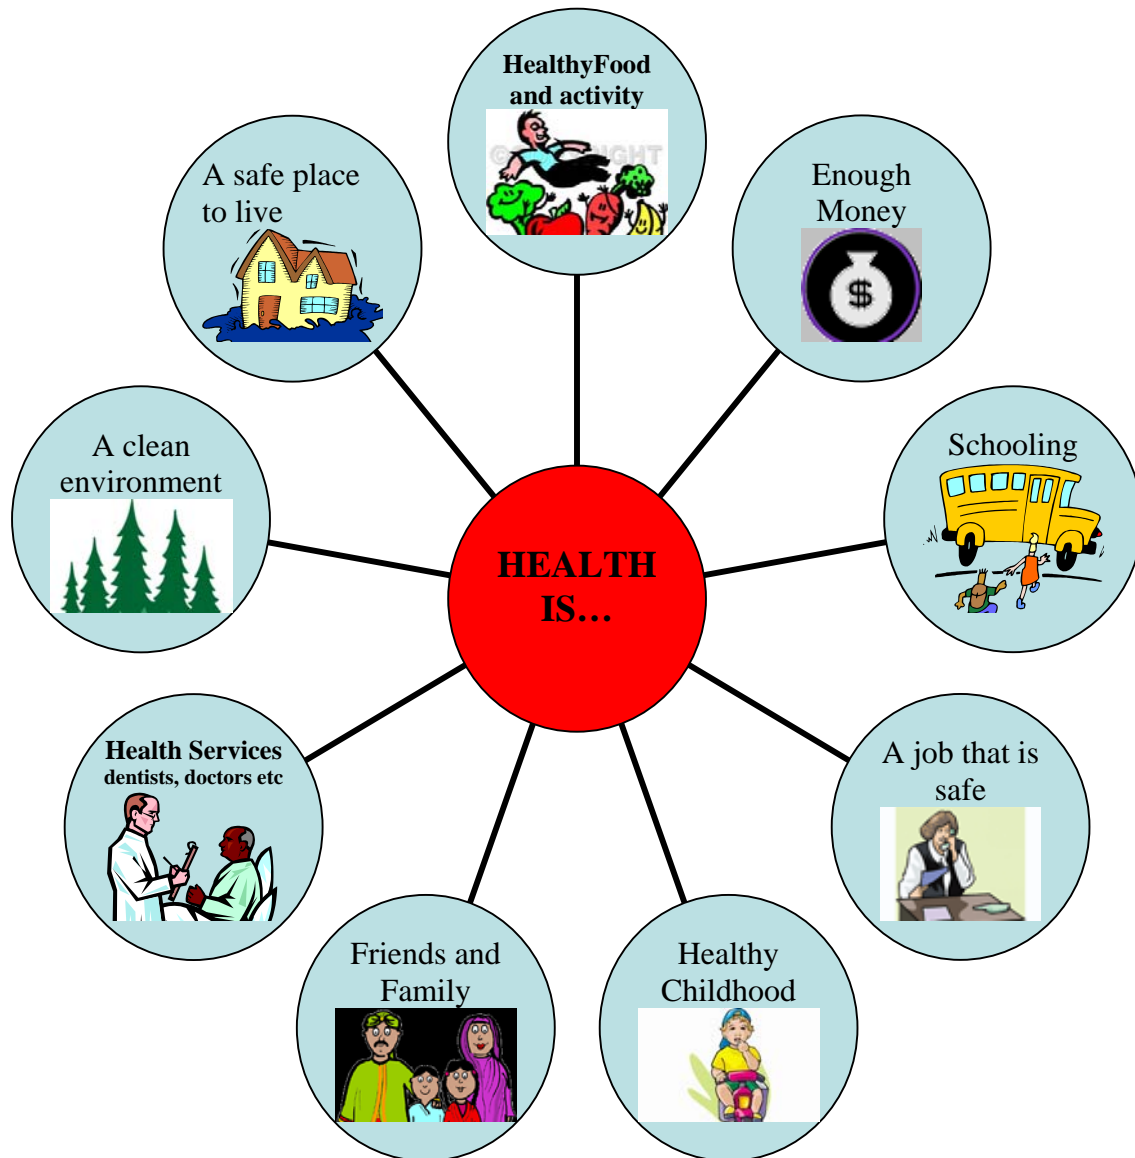 HealthyFood
and activity
Enough
Money
$
Schooling
A job that is
safe
Healthy
Childhood
Friends and
Family
Health Services
dentists, doctors etc
A clean
environment
A safe place
to live
HEALTH
IS...